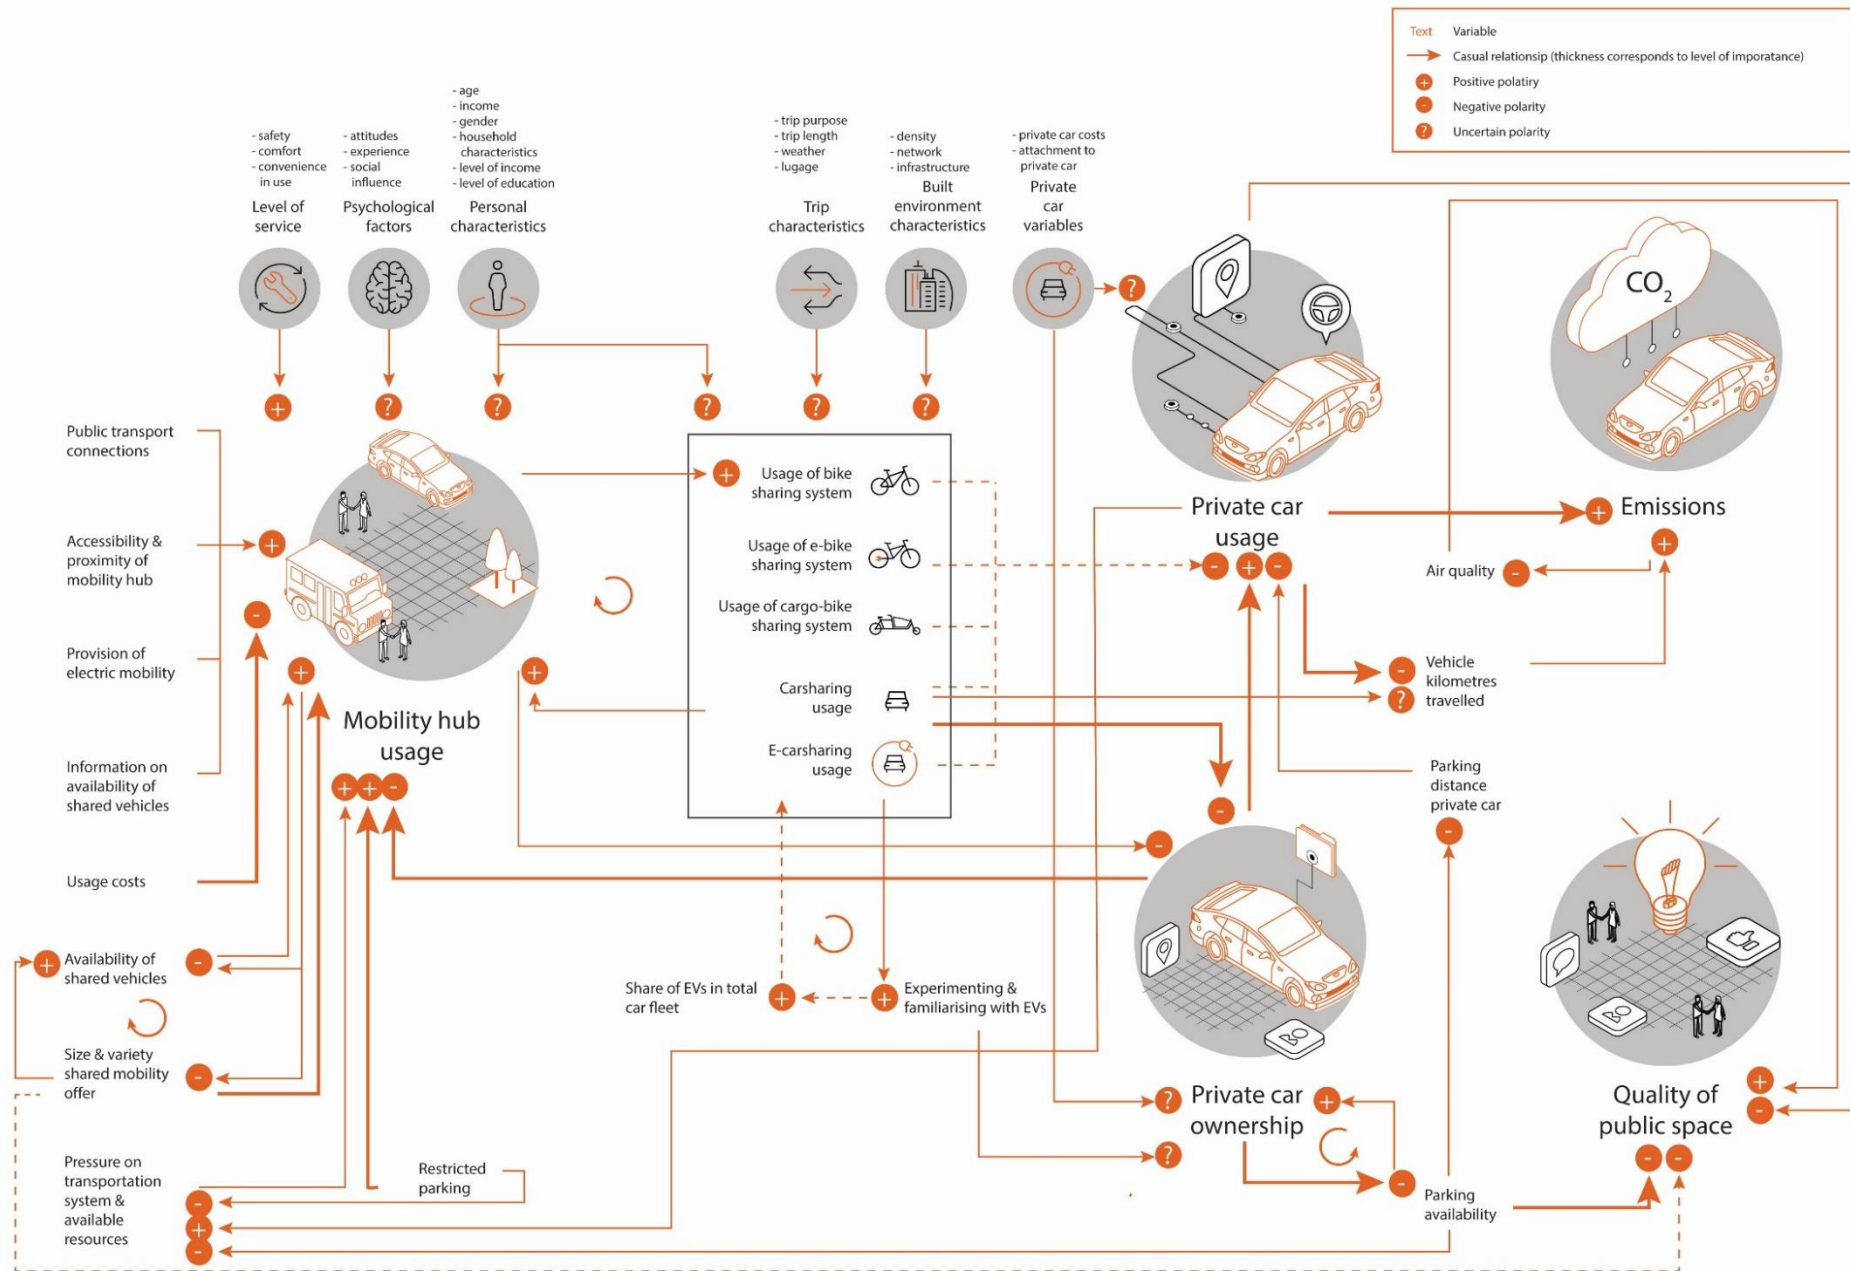 Text Variable
Casual relationsip (thickness corresponds to level of imporatance)
+ Positive polatiry
- Negative polarity
? Uncertain polarity
- safety
- comfort
- convenience
in use
Level of
service
- attitudes
- experience
- social
influence
Psychological
factors
- age
- income
- gender
- household
characteristics
- level of income
- level of education
Personal
characteristics
- trip purpose
- trip length
- weather
- lugage
Trip
characteristics
- density
- network
- infrastructure
Built
environment
characteristics
- private car costs
- attachment to
private car
Private
car
variables
?
CO2
+
?
?
?
?
?
Public transport
connections
Accessibility &
proximity of
mobility hub
+
Provision of
electric mobility
Information on
availability of
shared vehicles
-
+
+
Mobility hub
usage
+ + -
Usage costs
+
Usage of bike
sharing system
Usage of e-bike
sharing system
Usage of cargo-bike
sharing system
Carsharing
usage
E-carsharing
usage
Private car
usage
- + -
+ Emissions
+
Air quality -
-
?
Vehicle
kilometres
travelled
Parking
distance
private car
-
-
-
+ Availability of
shared vehicles -
Size & variety
shared mobility
offer
-
Share of EVs in total
car fleet
+
+ Experimenting &
familiarising with EVs
Pressure on
transportation
system &
available
resources
-
+
-
Restricted
parking
? Private car
ownership +
?
-
Parking
availability
Quality of
public space
+
-
- -